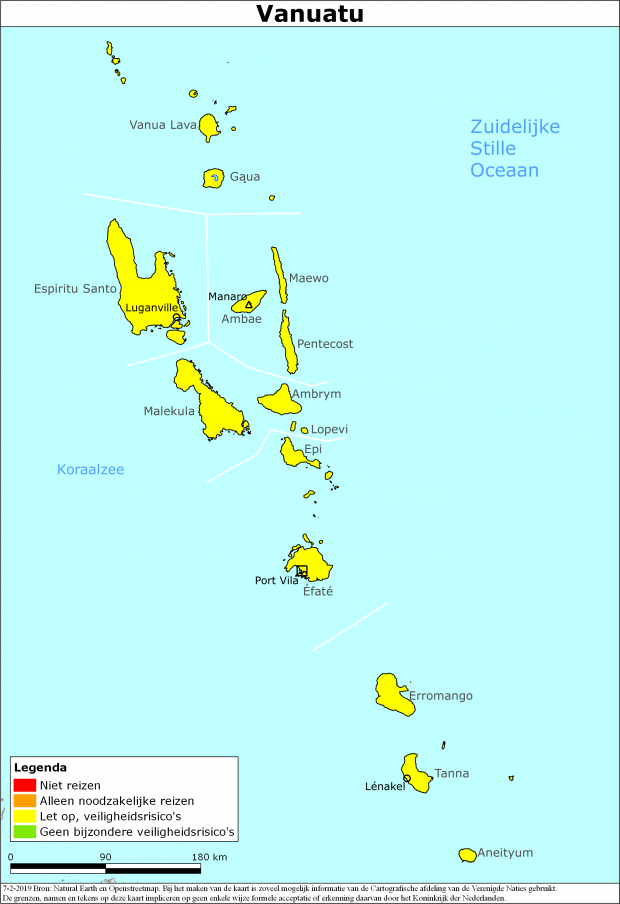 Vanuatu
Vanua Lava
Zuidelijke
Stille
Oceaan
Gaua
Maewo
Espiritu Santo
Manaro
Luganville
Ambae
Pentecost
Ambrym
Malekula
Lopevi
Epi
Koraalzee
Port Vila
Éfaté
Erromango
Tanna
Lénakel
Aneityum
Legenda
Niet reizen
Alleen noodzakelijke reizen
Let op, veiligheidsrisico's
Geen bijzondere veiligheidsrisico's
0 90 180 km
7-2-2019 Bron: Natural Earth en Openstreetmap. Bij het maken van de kaart is zoveel mogelijk informatie van de Cartografische afdeling van de Verenigde Naties gebruikt.
De grenzen, namen en tekens op deze kaart impliceren op geen enkele wijze formele acceptatie of erkenning daarvan door het Koninkrijk der Nederlanden.